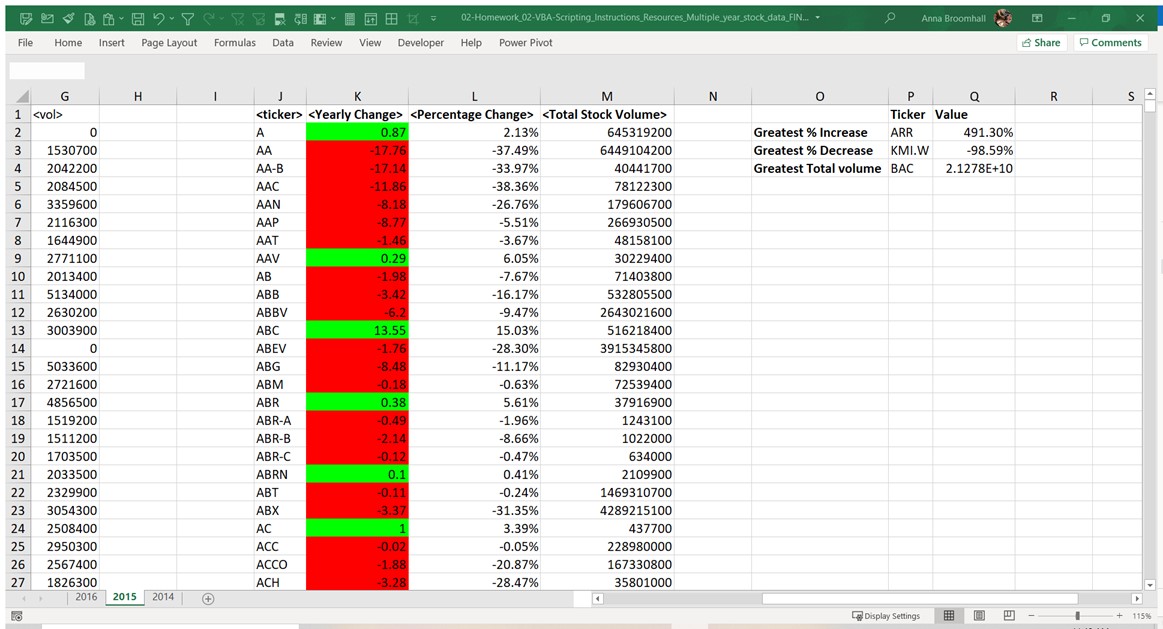 02-Homework_02-VBA-Scripting_Instructions_Resources_Multiple_year_stock_data_FIN... Anna Broomhall
File Home Insert Page Layout Formulas Data Review View Developer Help Power Pivot Share Comments
G H I J K L M N O P Q R S
1 <vol> <ticker> <Yearly Change> <Percentage Change> <Total Stock Volume> Ticker Value
2 0 A 0.87 2.13% 645319200 Greatest % Increase ARR 491.30%
3 1530700 AA -17.76 -37.49% 6449104200 Greatest % Decrease KMI.W -98.59%
4 2042200 AA-B -17.14 -33.97% 40441700 Greatest Total volume BAC 2.1278E+10
5 2084500 AAC -11.86 -38.36% 78122300
6 3359600 AAN -8.18 -26.76% 179606700
7 2116300 AAP -8.77 -5.51% 266930500
8 1644900 AAT -1.46 -3.67% 48158100
9 2771100 AAV 0.29 6.05% 30229400
10 2013400 AB -1.98 -7.67% 71403800
11 5134000 ABB -3.42 -16.17% 532805500
12 2630200 ABBV -6.2 -9.47% 2643021600
13 3003900 ABC 13.55 15.03% 516218400
14 0 ABEV -1.76 -28.30% 3915345800
15 5033600 ABG -8.48 -11.17% 82930400
16 2721600 ABM -0.18 -0.63% 72539400
17 4856500 ABR 0.38 5.61% 37916900
18 1519200 ABR-A -0.49 -1.96% 1243100
19 1511200 ABR-B -2.14 -8.66% 1022000
20 1703500 ABR-C -0.12 -0.47% 634000
21 2033500 ABRN 0.1 0.41% 2109900
22 2329900 ABT -0.11 -0.24% 1469310700
23 3054300 ABX -3.37 -31.35% 4289215100
24 2508400 AC 1 3.39% 437700
25 2950300 ACC -0.02 -0.05% 228980000
26 2567400 ACCO -1.88 -20.87% 167330800
27 1826300 ACH -3.28 -28.47% 35801000
2016 2015 2014
Display Settings 115%